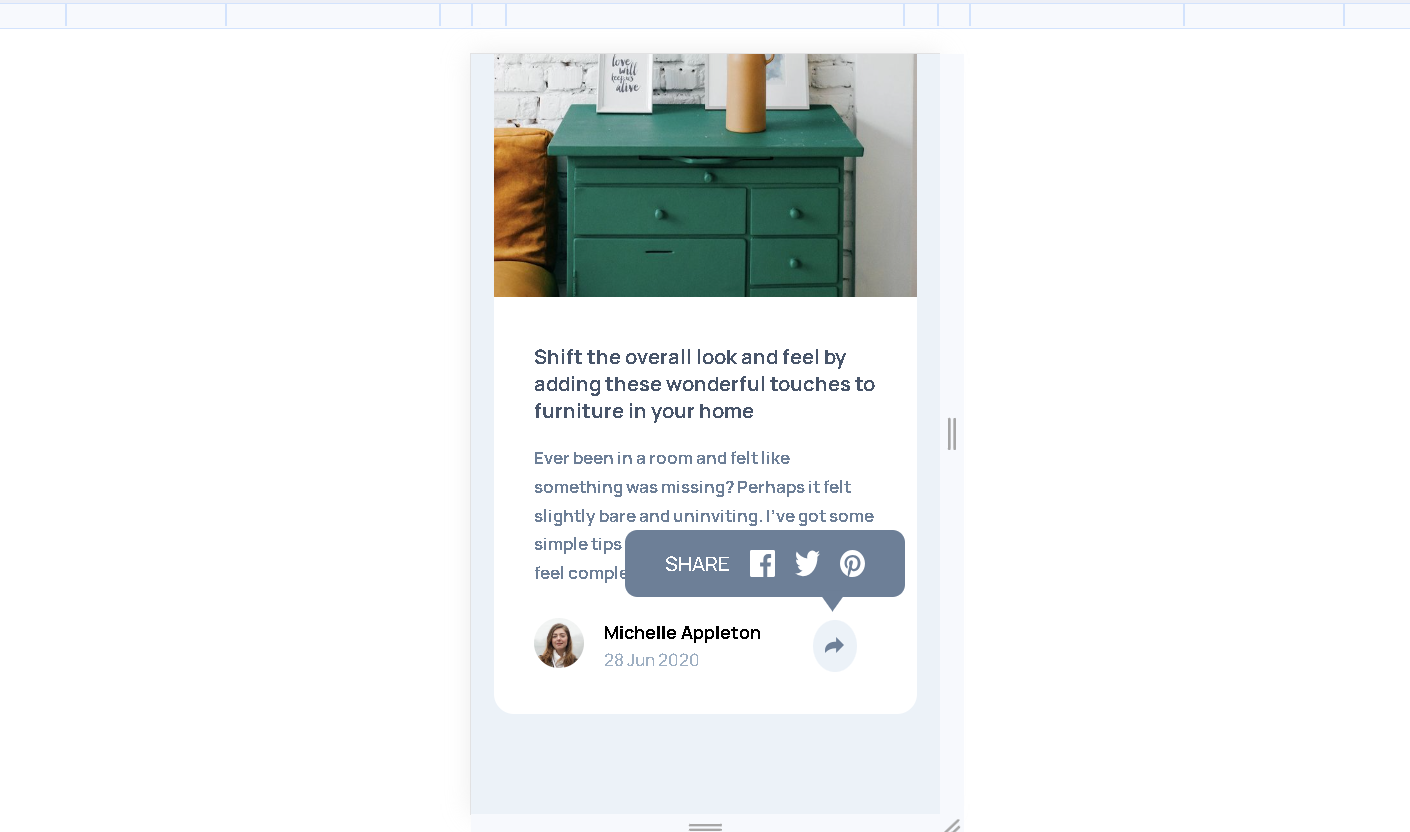 love
will
keep us
alive
Shift the overall look and feel by
adding these wonderful touches to
furniture in your home
Ever been in a room and felt like
something was missing? Perhaps it felt
slightly bare and uninviting. I’ve got some
simple tips
feel comple
SHARE
Michelle Appleton
28 Jun 2020